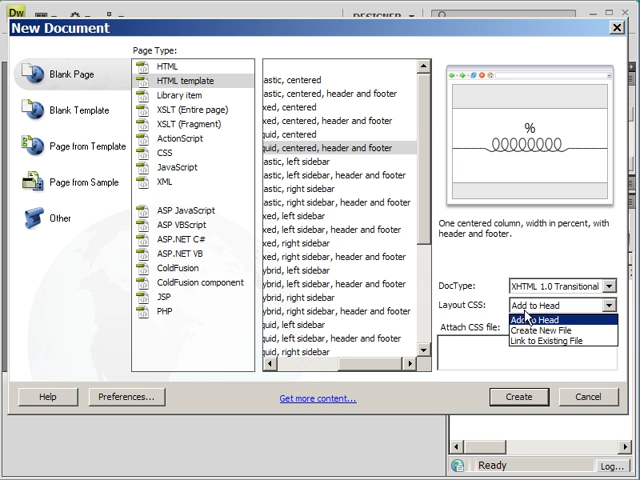 Dw
DESIGNER
New Document
Page Type:
Blank Page
Blank Template
Page from Template
Page from Sample
Other
HTML
HTML template
Library item
XSLT (Entire page)
XSLT (Fragment)
ActionScript
CSS
JavaScript
XML
ASP JavaScript
ASP VBScript
ASP.NET C#
ASP.NET VB
ColdFusion
ColdFusion component
JSP
PHP
astic, centered
astic, centered, header and footer
xed, centered
xed, centered, header and footer
quid, centered
quid, centered, header and footer
astic, left sidebar
astic, left sidebar, header and footer
astic, right sidebar
astic, right sidebar, header and footer
xed, left sidebar
xed, left sidebar, header and footer
xed, right sidebar
xed, right sidebar, header and footer
ybrid, left sidebar
ybrid, left sidebar, header and footer
ybrid, right sidebar
ybrid, right sidebar, header and footer
quid, left sidebar
quid, left sidebar, header and footer
quid, right sidebar
%
One centered column, width in percent, with
header and footer.
DocType:
XHTML 1.0 Transitional
Layout CSS:
Add to Head
Attach CSS file:
Add to Head
Create New File
Link to Existing File
Help
Preferences...
Get more content...
Create
Cancel
Ready
Log...